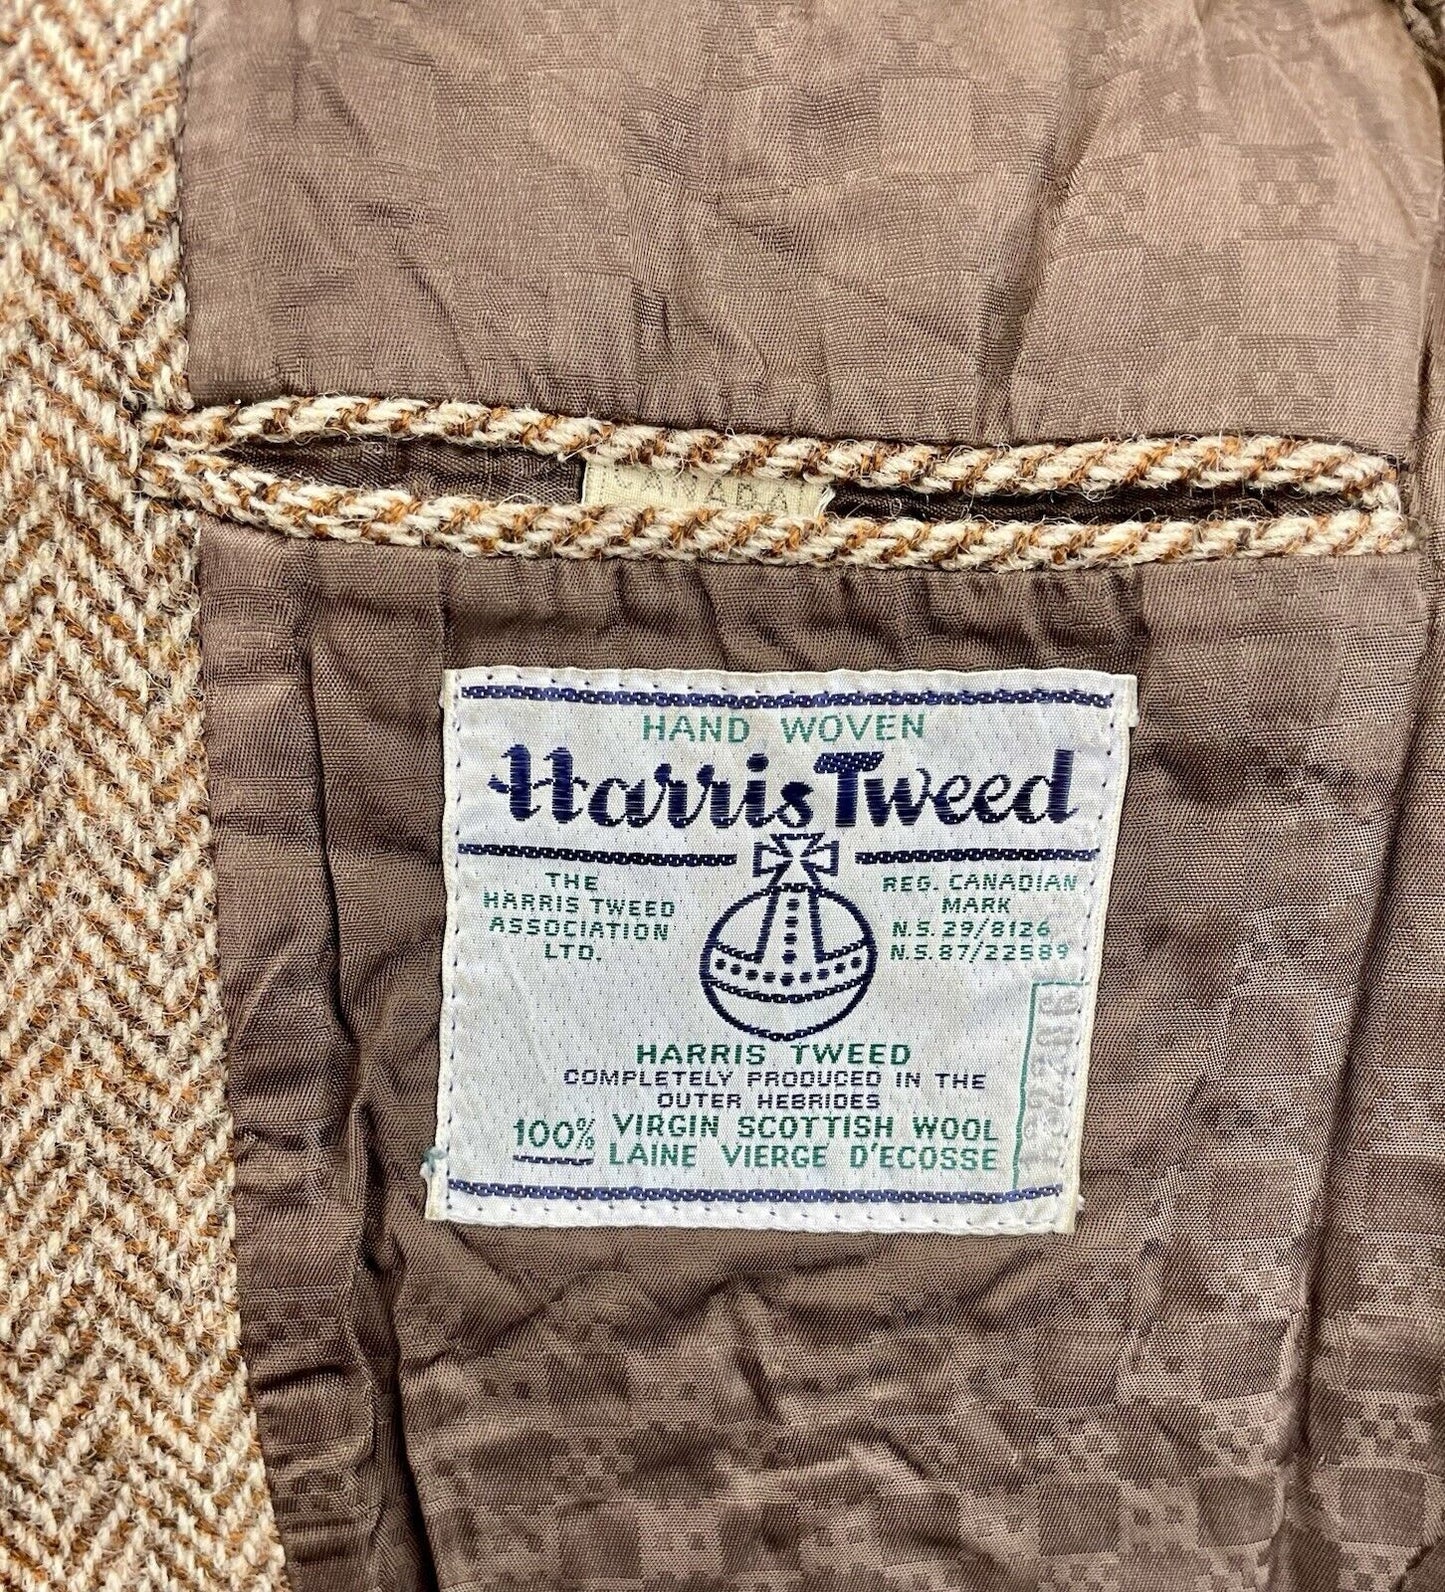 CANADA
HAND WOVEN
Harris Tweed
THE
HARRIS TWEED
ASSOCIATION
LTD.
REG. CANADIAN
MARK
N.S. 29/8126
N.S. 87/22589
HARRIS TWEED
COMPLETELY PRODUCED IN THE
OUTER HEBRIDES
100% VIRGIN SCOTTISH WOOL
LAINE VIERGE D'ECOSSE